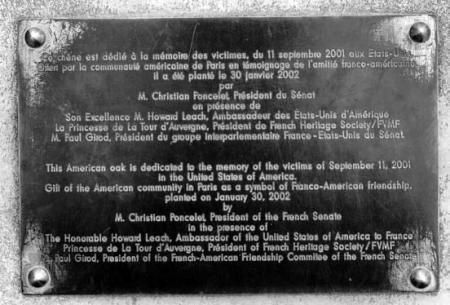 chêne est dédié à la mémoire des victimes, du 11 septembre 2001 aux Etats-Unis
offert par la communauté américaine de Paris en témoignage de l'amitié franco-américaine
il a été planté le 30 janvier 2002
par
M. Christian Poncelet, Président du Sénat
en présence de
Son Excellence M. Howard Leach, Ambassadeur des Etats-Unis d'Amérique
La Princesse de La Tour d'Auvergne, Président de French Heritage Society/FVMF
M. Paul Girod, Président du groupe interparlementaire France-Etats-Unis du Sénat
This American oak is dedicated to the memory of the victims of September 11, 2001
in the United States of America.
Gift of the American community in Paris as a symbol of Franco-American friendship.
planted on January 30, 2002
by
M. Christian Poncelet, President of the French Senate
in the presence of
The Honorable Howard Leach, Ambassador of the United States of America to France
Princesse de La Tour d'Auvergne, Président of French Heritage Society/FVMF
Paul Girod, President of the French-American Friendship Commitee of the French Senate